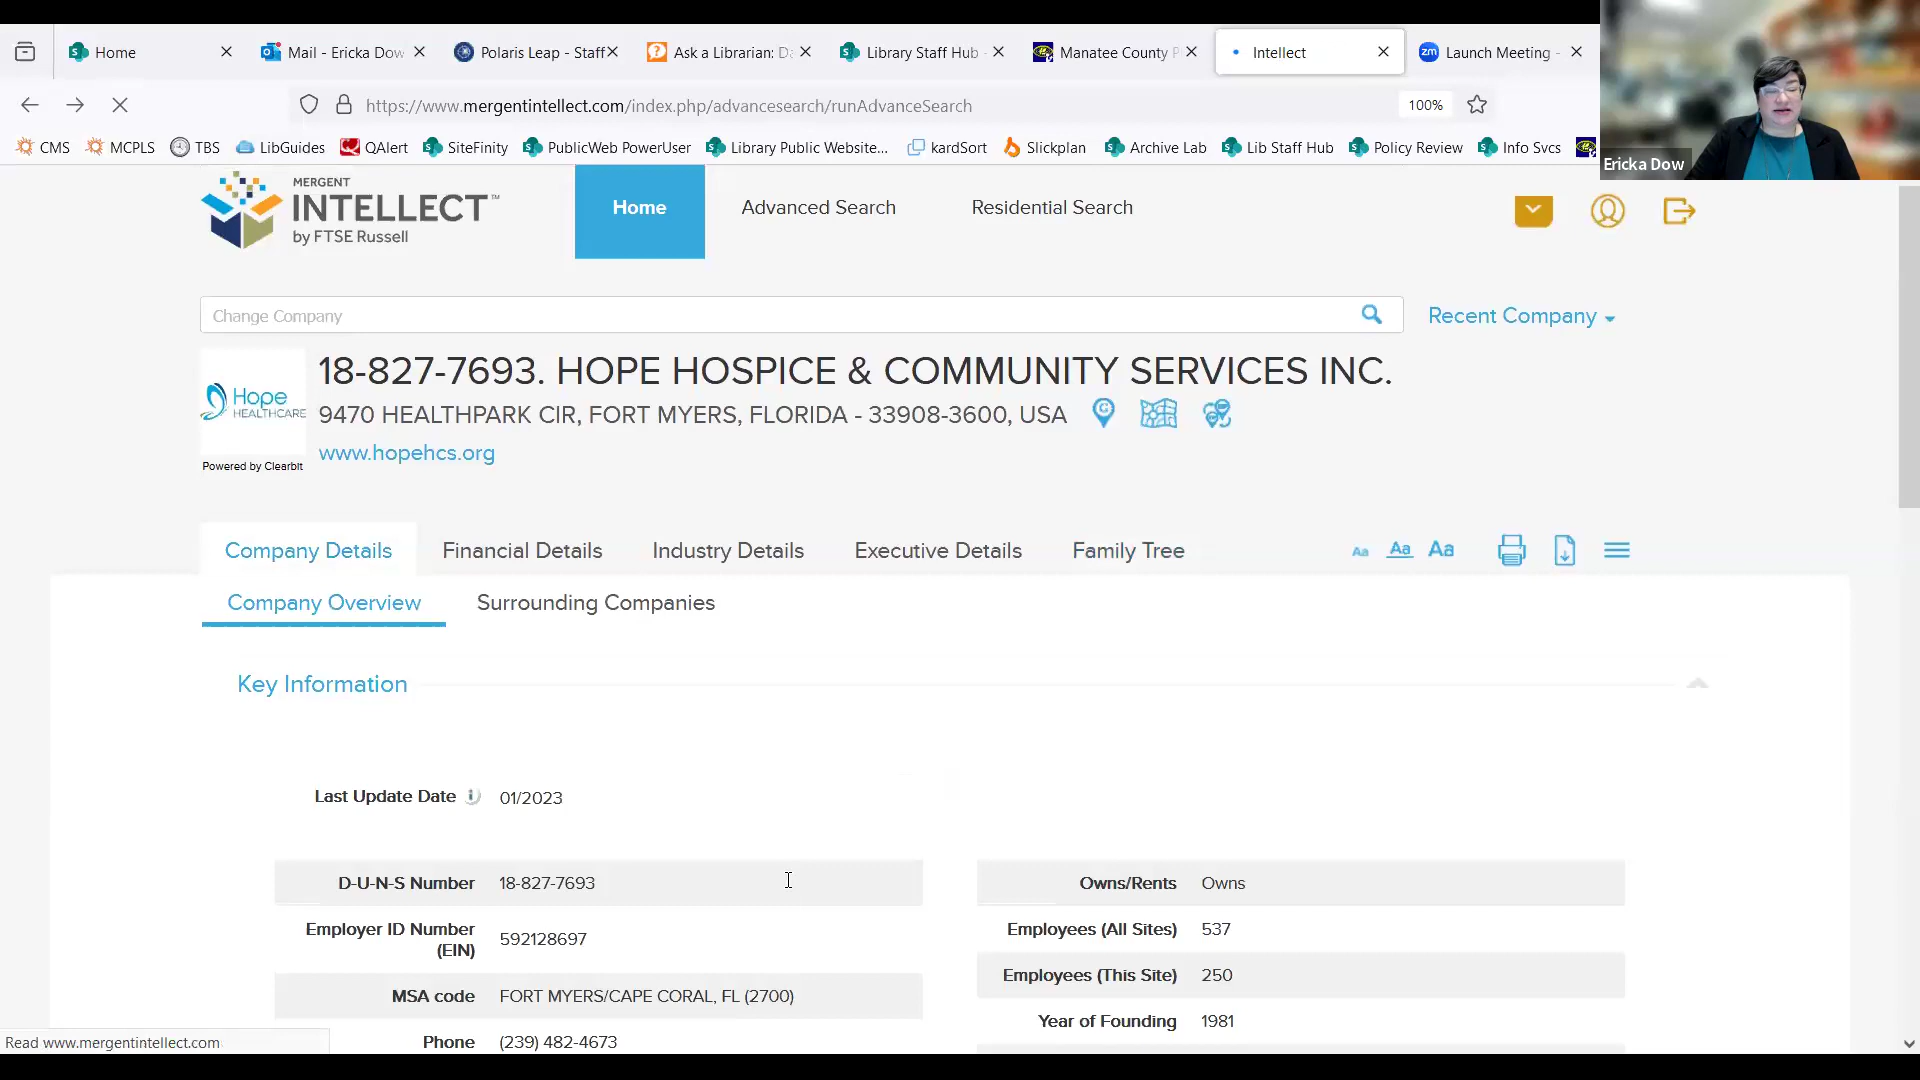 Home
Mail - Ericka Dow
Polaris Leap - Staff
Ask a Librarian: Da
Library Staff Hub -
Manatee County P
Intellect
zm Launch Meeting -
https://www.mergentintellect.com/index.php/advancesearch/runAdvanceSearch
100%
CMS
MCPLS
TBS
LibGuides
QAlert
SiteFinity
PublicWeb PowerUser
Library Public Website...
kardSort
Slickplan
Archive Lab
Lib Staff Hub
Policy Review
Info Svcs
Ericka Dow
MERGENT
INTELLECT™
by FTSE Russell
Home
Advanced Search
Residential Search
Change Company
Recent Company
Hope
HEALTHCARE
Powered by Clearbit
18-827-7693. HOPE HOSPICE & COMMUNITY SERVICES INC.
9470 HEALTHPARK CIR, FORT MYERS, FLORIDA - 33908-3600, USA
www.hopehcs.org
Company Details
Financial Details
Industry Details
Executive Details
Family Tree
Aa Aa Aa
Company Overview
Surrounding Companies
Key Information
Last Update Date 01/2023
D-U-N-S Number 18-827-7693
Owns/Rents Owns
Employer ID Number
(EIN) 592128697
Employees (All Sites) 537
MSA code FORT MYERS/CAPE CORAL, FL (2700)
Employees (This Site) 250
Year of Founding 1981
Phone (239) 482-4673
Read www.mergentintellect.com